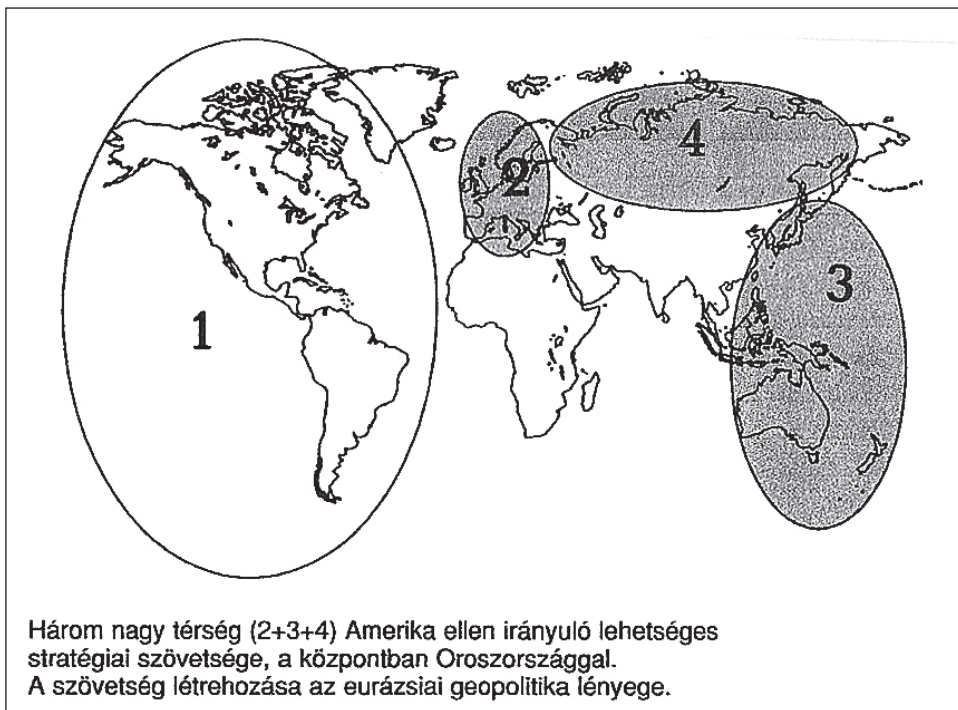 4
2
3
1
Három nagy térség (2+3+4) Amerika ellen irányuló lehetséges
stratégiai szövetsége, a központban Oroszországgal.
A szövetség létrehozása az eurázsiai geopolitika lényege.